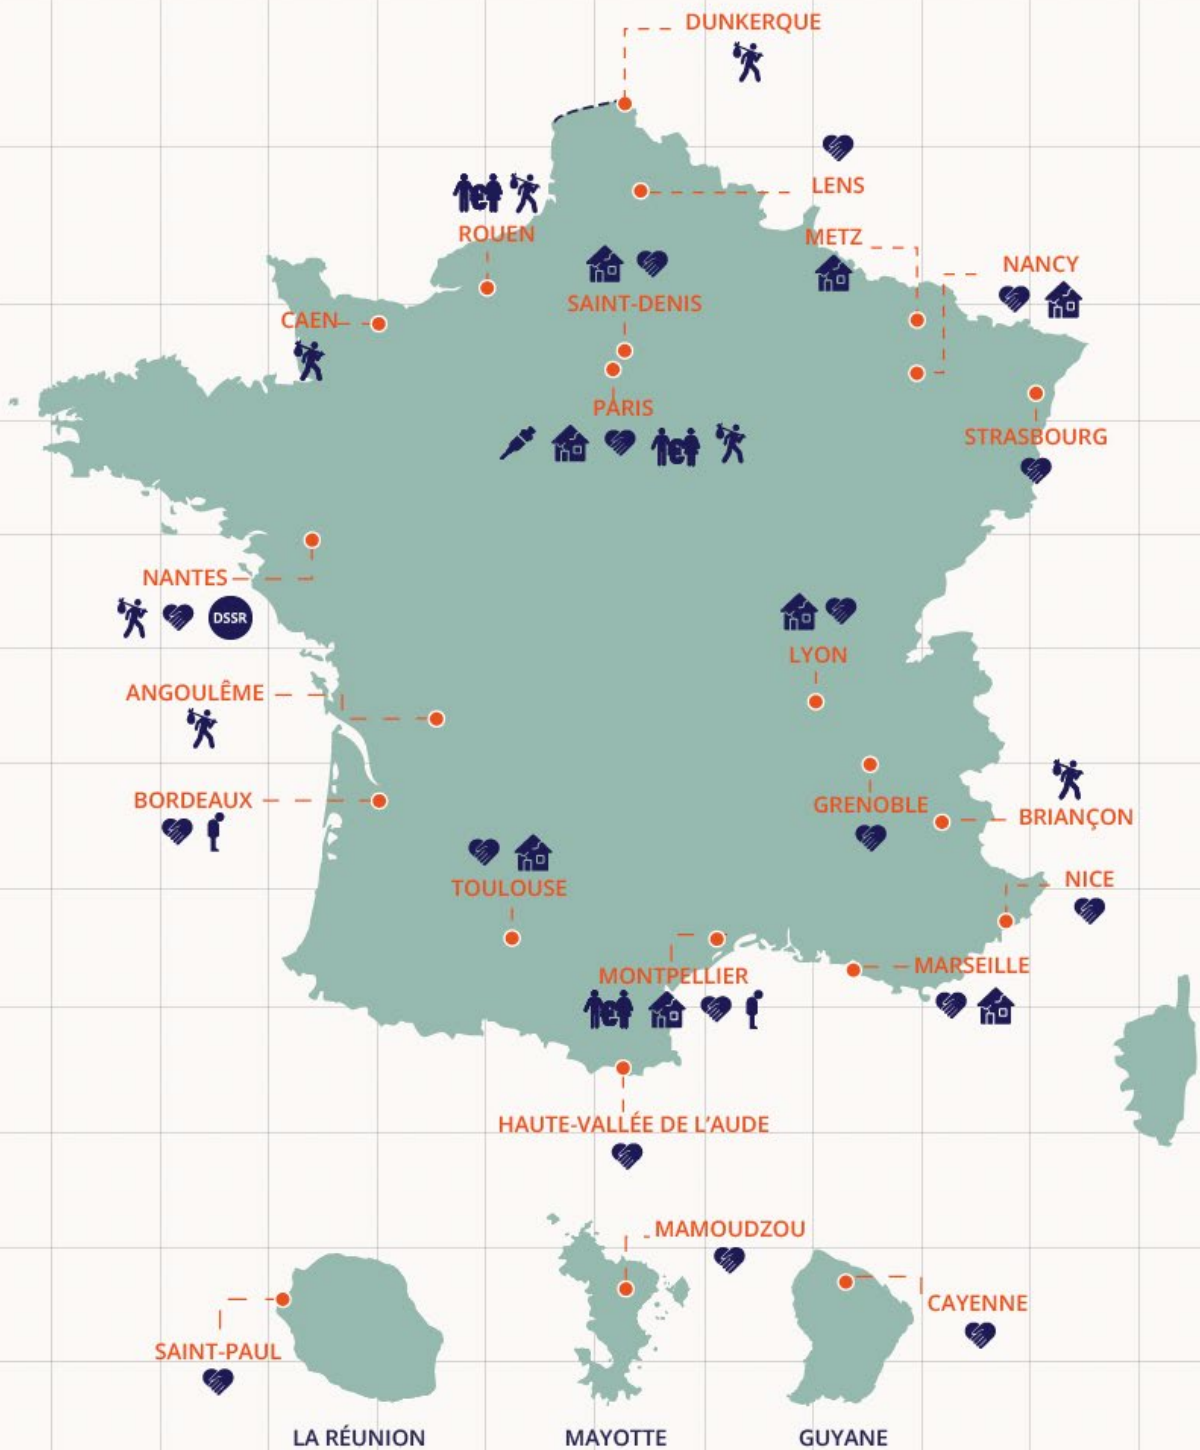 DUNKERQUE
LENS
ROUEN
METZ
NANCY
SAINT-DENIS
CAEN
PARIS
STRASBOURG
NANTES
DSSR
LYON
ANGOULÊME
BORDEAUX
GRENOBLE
BRIANÇON
NICE
TOULOUSE
MARSEILLE
MONTPELLIER
HAUTE-VALLÉE DE L’AUDE
MAMOUDZOU
CAYENNE
SAINT-PAUL
LA RÉUNION
MAYOTTE
GUYANE